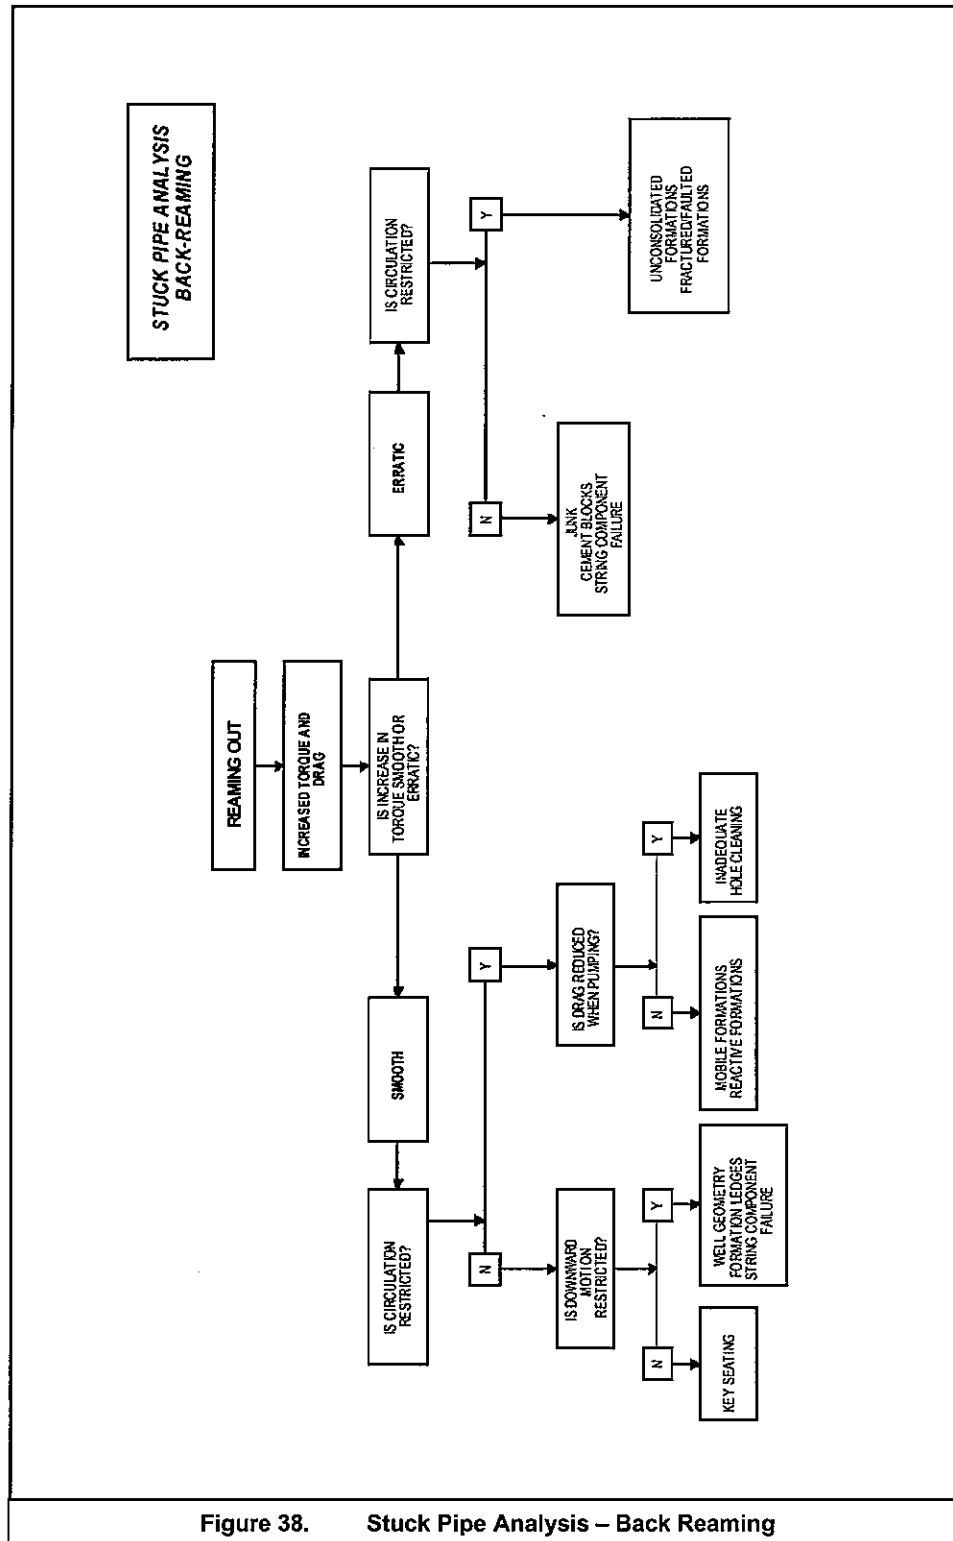 STUCK PIPE ANALYSIS
BACK-REAMING
REAMING OUT
INCREASED TORQUE AND
DRAG
IS INCREASE IN
TORQUE SMOOTH OR
ERRATIC?
SMOOTH
ERRATIC
IS CIRCULATION
RESTRICTED?
IS CIRCULATION
RESTRICTED?
N
Y
N
Y
IS DOWNWARD
MOTION
RESTRICTED?
IS DRAG REDUCED
WHEN PUMPING?
JUNK
CEMENT BLOCKS
STRING COMPONENT
FAILURE
UNCONSOLIDATED
FORMATIONS
FRACTURED/FAULTED
FORMATIONS
N
Y
N
Y
KEY SEATING
WELL GEOMETRY
FORMATION LEDGES
STRING COMPONENT
FAILURE
MOBILE FORMATIONS
REACTIVE FORMATIONS
INADEQUATE
HOLE CLEANING
Figure 38. Stuck Pipe Analysis – Back Reaming